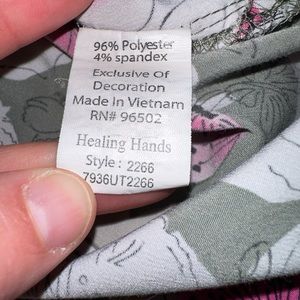 96% Polyester
4% spandex
Exclusive Of
Decoration
Made In Vietnam
RN# 96502
Healing Hands
Style : 2266
7936UT2266